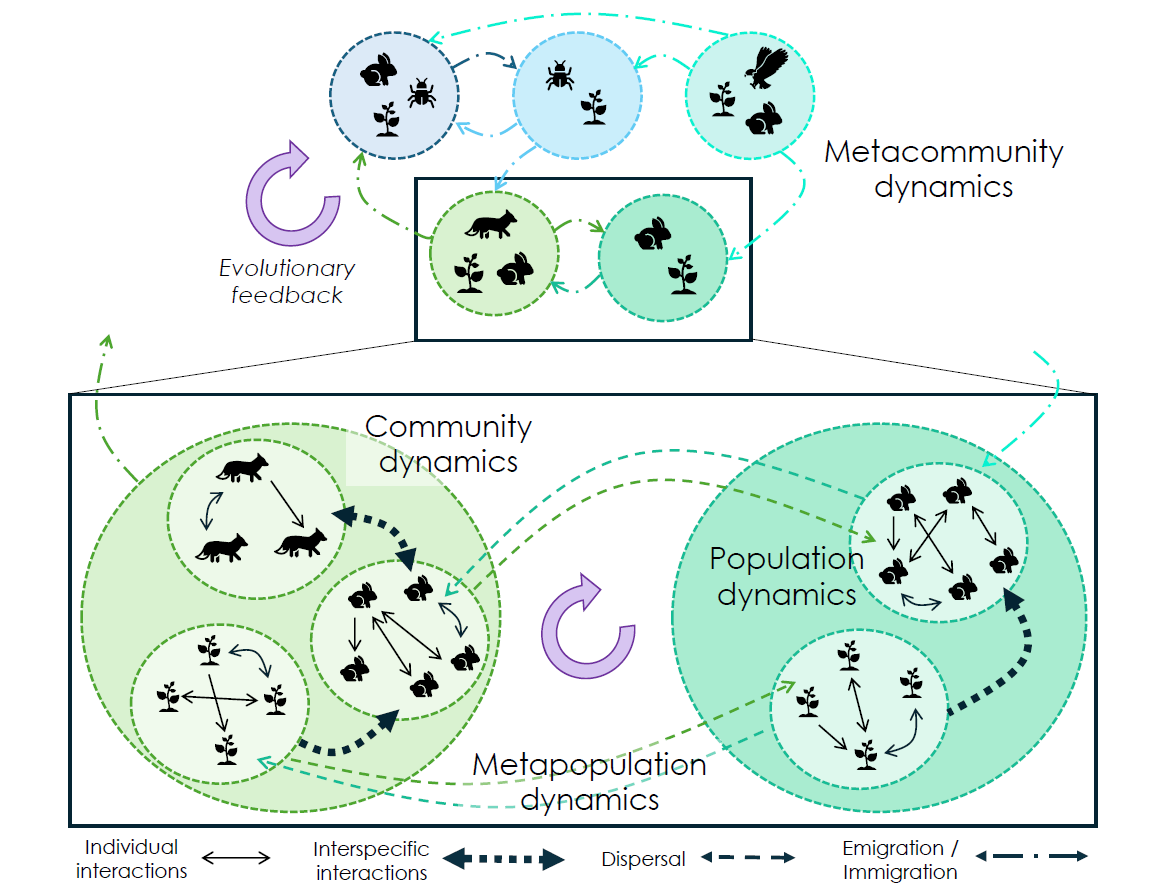 Metacommunity
dynamics
Evolutionary
feedback
Community
dynamics
Population
dynamics
Metapopulation
dynamics
Individual
interactions
Interspecific
interactions
Dispersal
Emigration /
Immigration